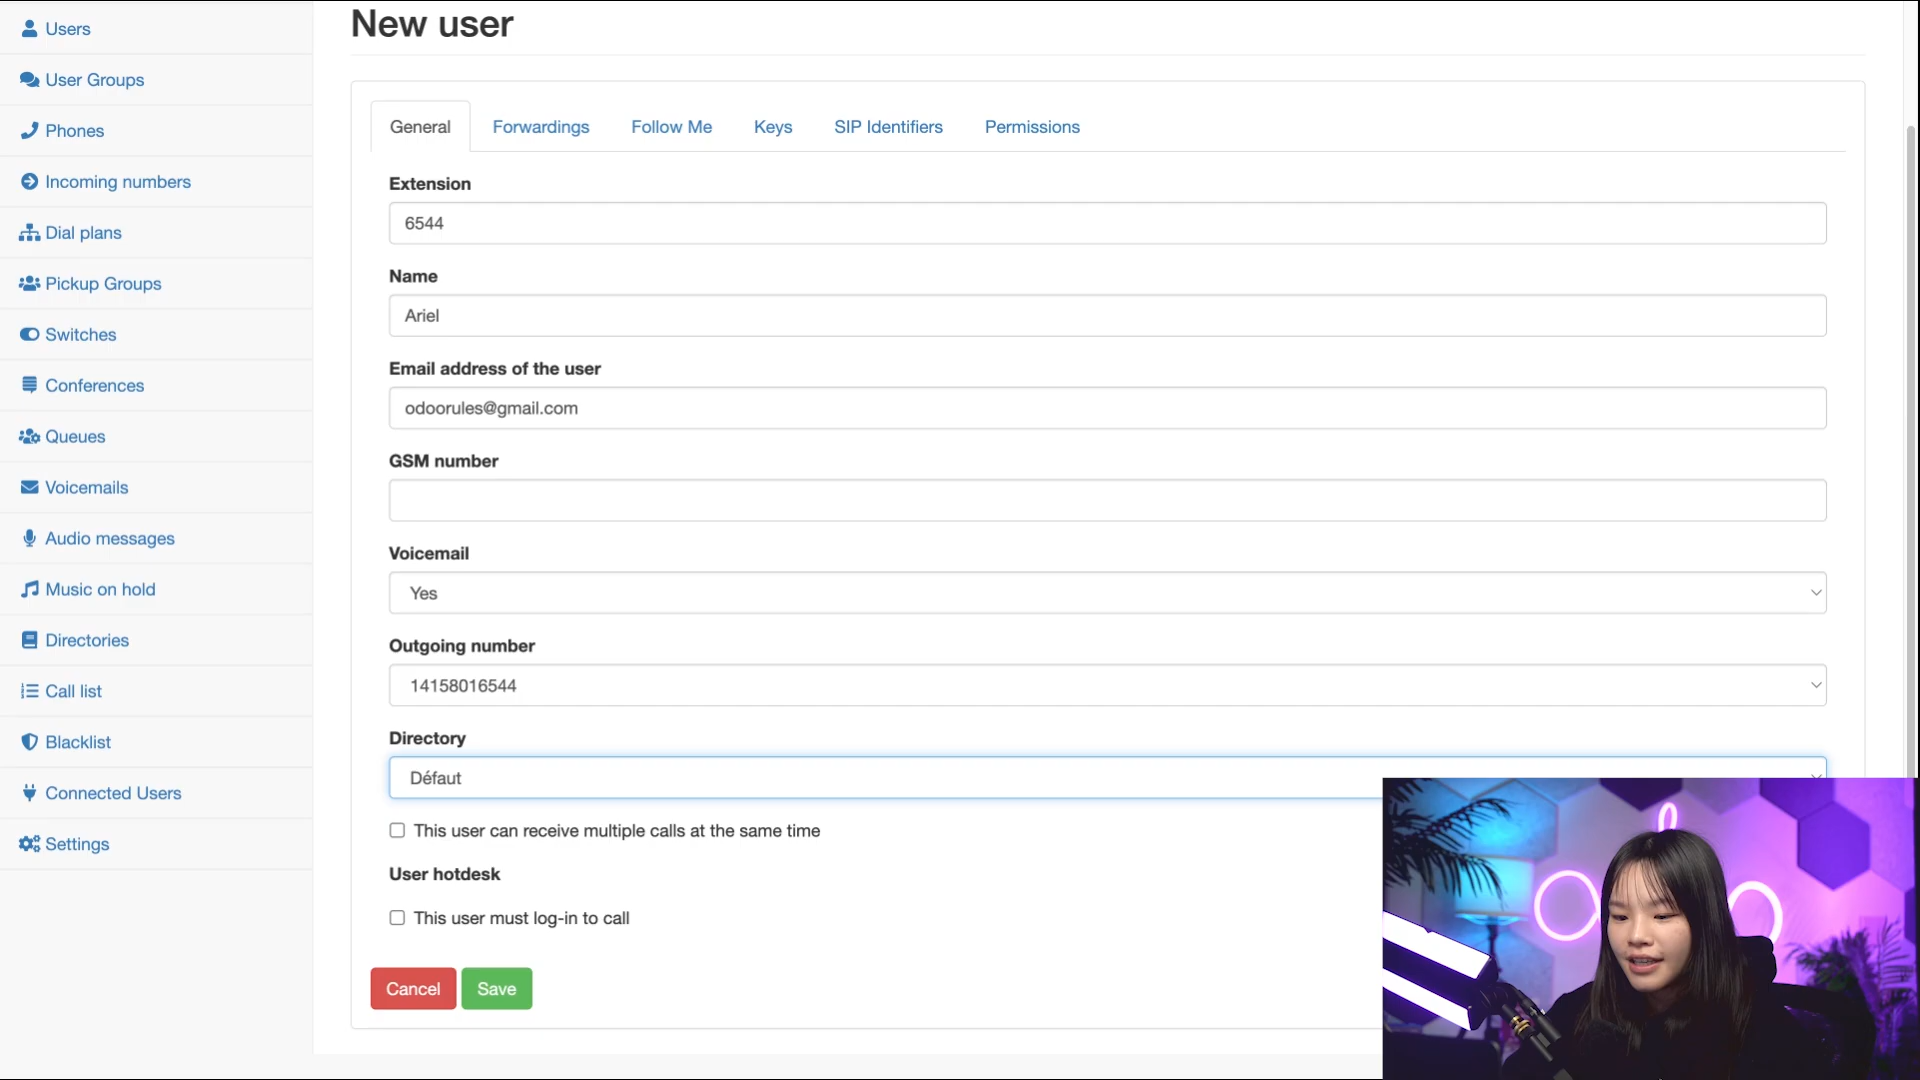 Users
User Groups
Phones
Incoming numbers
Dial plans
Pickup Groups
Switches
Conferences
Queues
Voicemails
Audio messages
Music on hold
Directories
Call list
Blacklist
Connected Users
Settings
New user
General Forwardings Follow Me Keys SIP Identifiers Permissions
Extension
6544
Name
Ariel
Email address of the user
odoorules@gmail.com
GSM number
Voicemail
Yes
Outgoing number
14158016544
Directory
Défaut
This user can receive multiple calls at the same time
User hotdesk
This user must log-in to call
Cancel Save